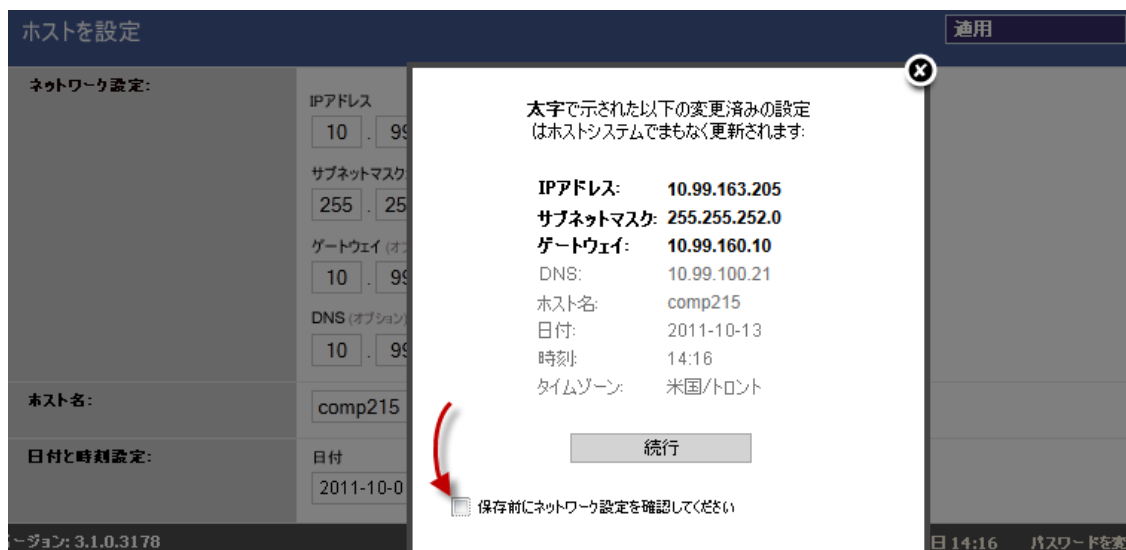 ホストを設定
適用
ネットワーク設定:
IPアドレス
10 . 99
サブネットマスク
255 . 25
ゲートウェイ (オプ
10 . 99
DNS (オプション)
10 . 99
ホスト名:
comp215
日付と時刻設定:
日付
2011-10-0
太字で示された以下の変更済みの設定
はホストシステムでまもなく更新されます:
IPアドレス: 10.99.163.205
サブネットマスク: 255.255.252.0
ゲートウェイ: 10.99.160.10
DNS: 10.99.100.21
ホスト名: comp215
日付: 2011-10-13
時刻: 14:16
タイムゾーン: 米国/トロント
続行
保存前にネットワーク設定を確認してください
ージョン: 3.1.0.3178
日 14:16 パスワードを変